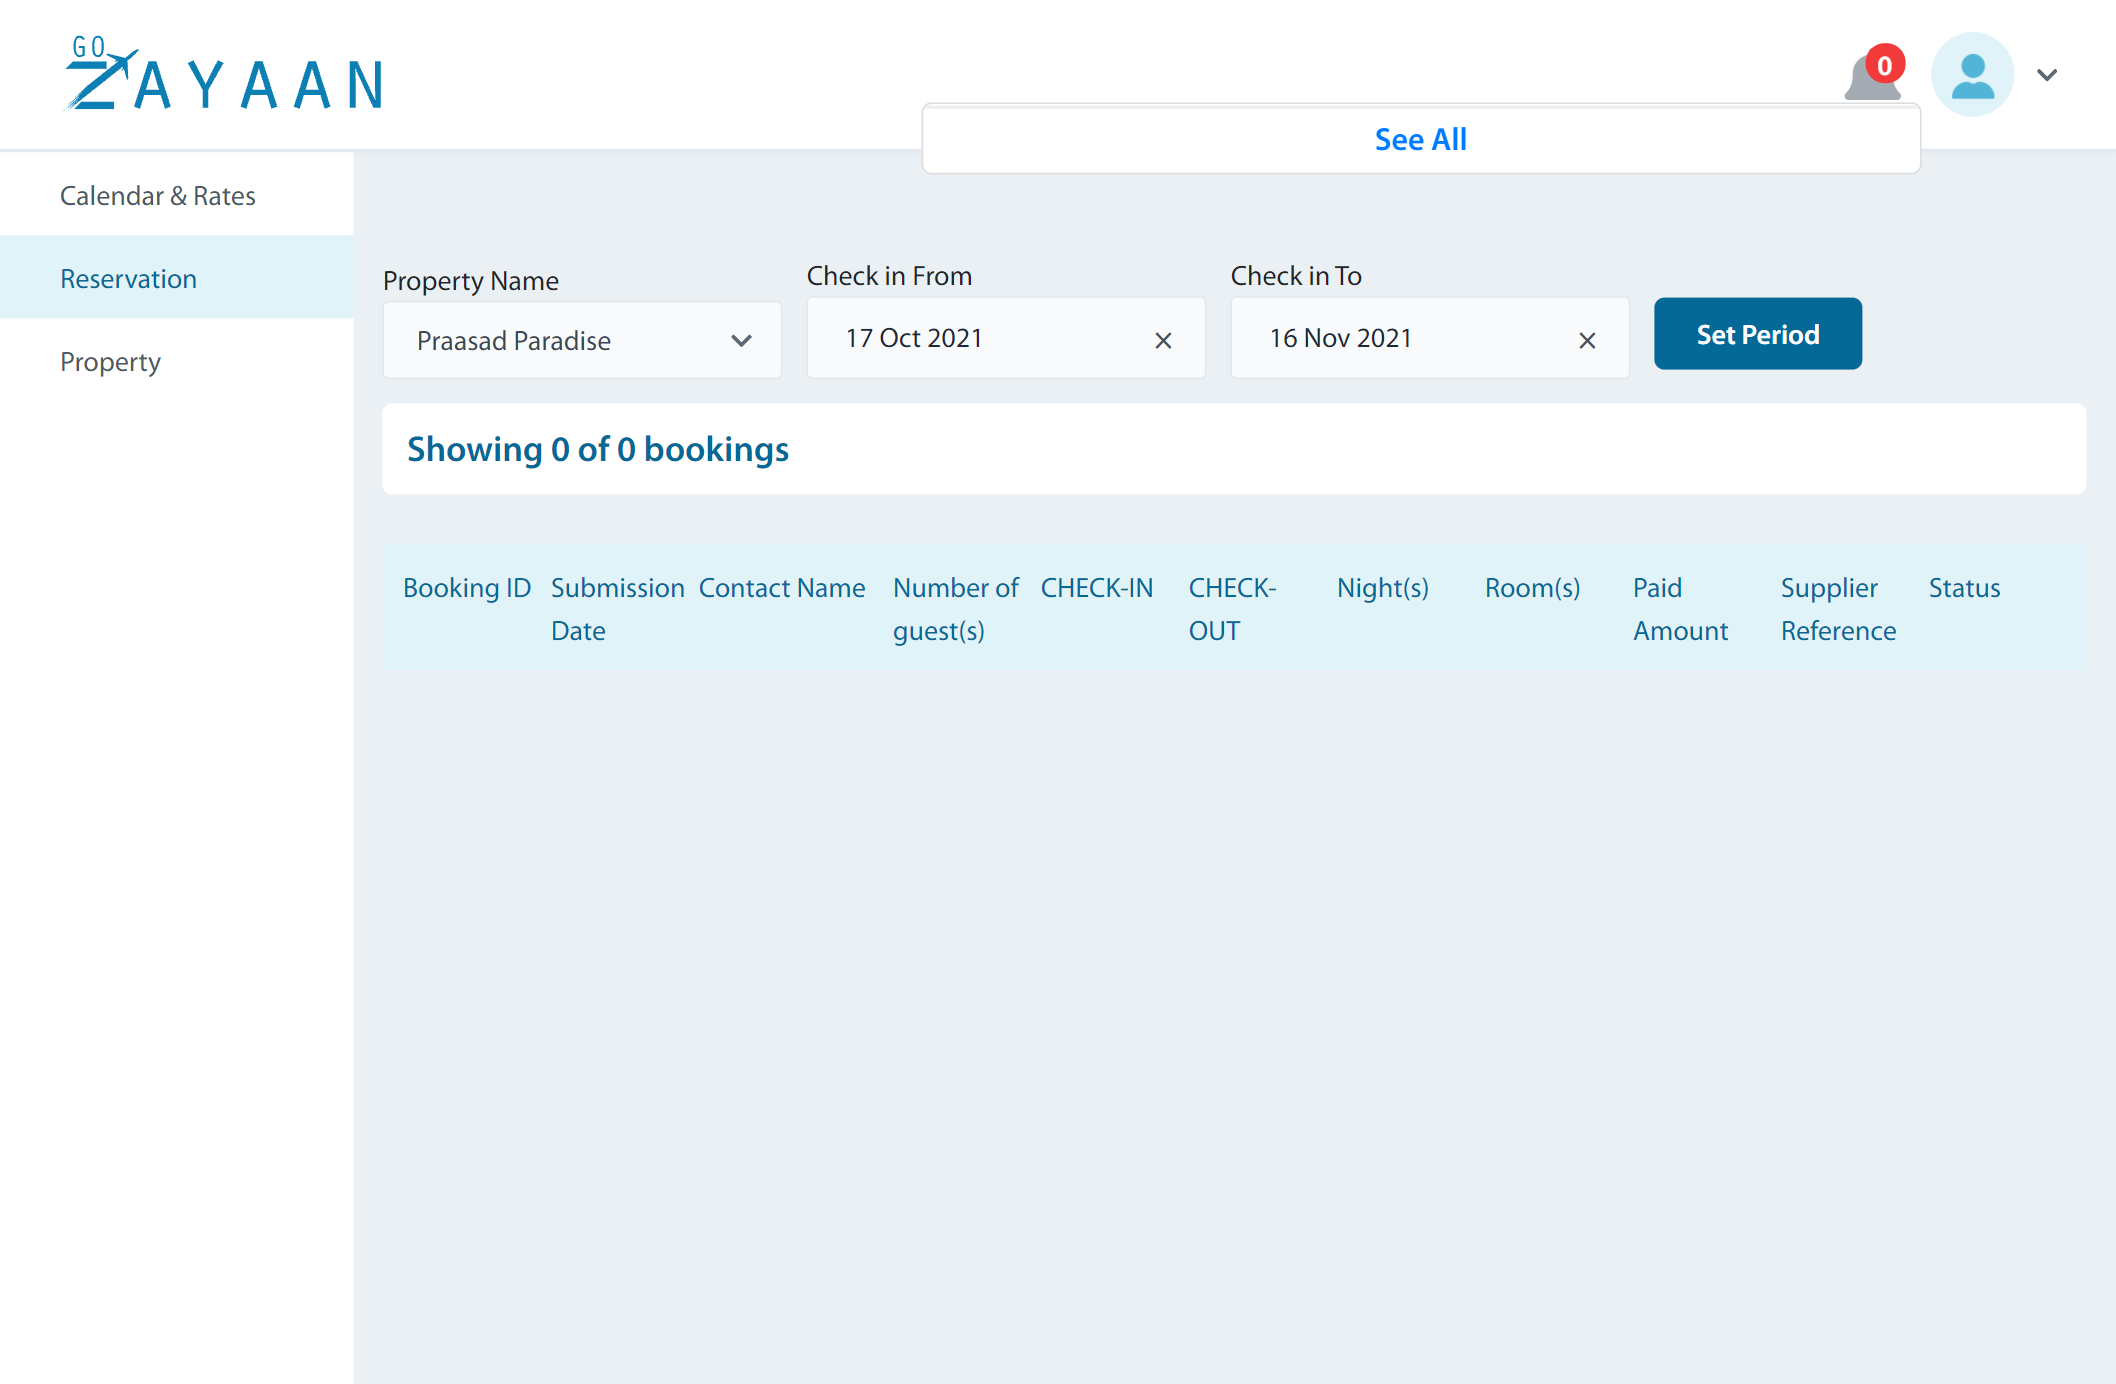 GO
ZAYAAN
0
See All
Calendar & Rates
Reservation
Property
Property Name
Check in From
Check in To
Praasad Paradise
17 Oct 2021
16 Nov 2021
Set Period
Showing 0 of 0 bookings
Booking ID Submission Contact Name Number of CHECK-IN CHECK- Night(s) Room(s) Paid Supplier Status
Date guest(s) OUT Amount Reference